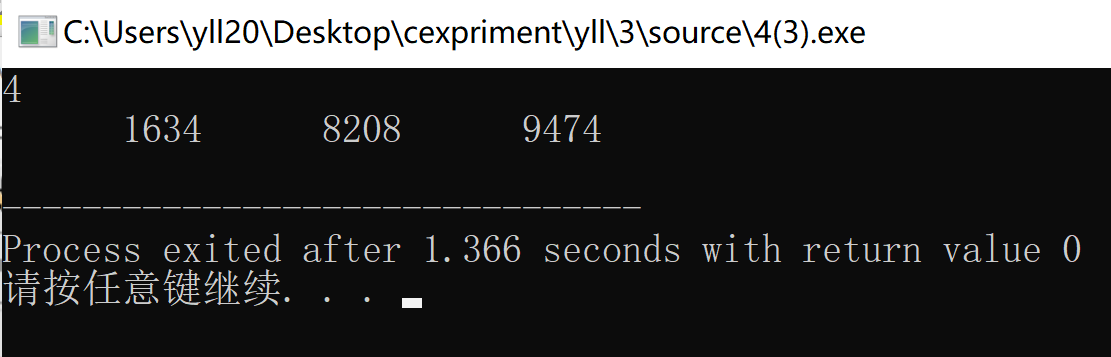 C:\Users\yll20\Desktop\cexpriment\yll\3\source\4(3).exe
4
      1634      8208      9474
--------------------------------
Process exited after 1.366 seconds with return value 0
请按任意键继续. . .